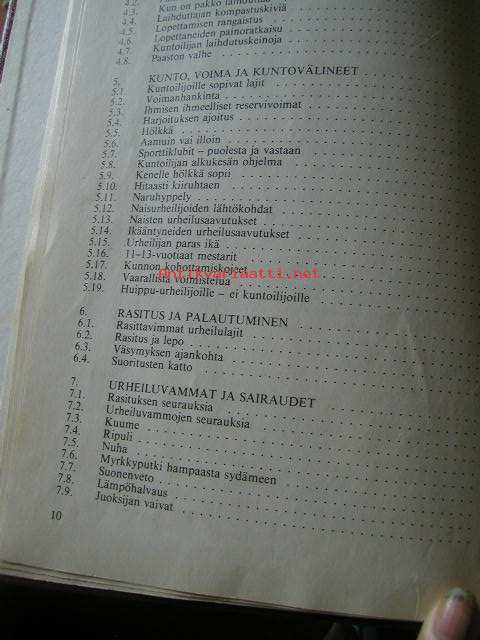 4.3. Kun on pakko lahduttaa
4.4. Laihduttajan kompastuskiviä
4.5. Lopettamisen rangaistus
4.6. Lopettaneiden painoratkaisu
4.7. Kuntoilijan laihdutuskeinoja
4.8. Paaston valhe
5. KUNTO, VOIMA JA KUNTOVÄLINEET
5.1. Kuntoilijoille sopivat lajit
5.2. Voimanhankinta
5.3. Ihmisen ihmeelliset reservivoimat
5.4. Harjoituksen ajoitus
5.5. Hölkkä
5.6. Aamuin vai illoin
5.7. Sporttiklubit – puolesta ja vastaan
5.8. Kuntoilijan alkukesän ohjelma
5.9. Kenelle hölkkä sopii
5.10. Hitaasti kiiruhtaen
5.11. Naruhyppely
5.12. Naisurheilijoiden lähtökohdat
5.13. Naisten urheilusaavutukset
5.14. Ikääntyneiden urheilusaavutukset
5.15. Urheilijan paras ikä
5.16. 11–13-vuotiaat mestarit
5.17. Kunnon kohottamiskojeet
5.18. Vaarallista voimistelua
5.19. Huippu-urheilijoille – ei kuntoilijoille
Antikvariaatti.net
6. RASITUS JA PALAUTUMINEN
6.1. Rasittavimmat urheilulajit
6.2. Rasitus ja lepo
6.3. Väsymyksen ajankohta
6.4. Suoritusten katto
7. URHEILUVAMMAT JA SAIRAUDET
7.1. Rasituksen seurauksia
7.2. Urheiluvammojen seurauksia
7.3. Kuume
7.4. Ripuli
7.5. Nuha
7.6. Myrkkyputki hampaasta sydämeen
7.7. Suonenveto
7.8. Lämpöhalvaus
7.9. Juoksijan vaivat
10